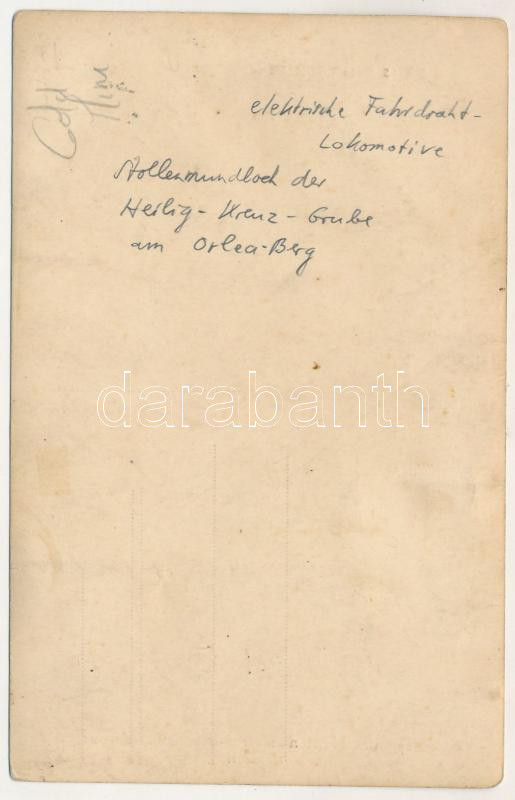 elektrische Fahrdraht-
Lokomotive
Stollenmundloch der
Heilig-Kreuz-Grube
am Orlea-Berg
darabanth